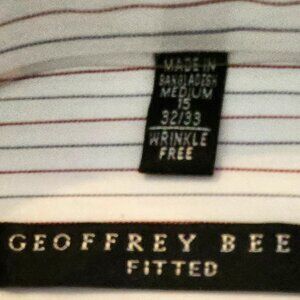 MADE IN
BANGLADESH
MEDIUM
15
32/33
WRINKLE
FREE
GEOFFREY BEE
FITTED